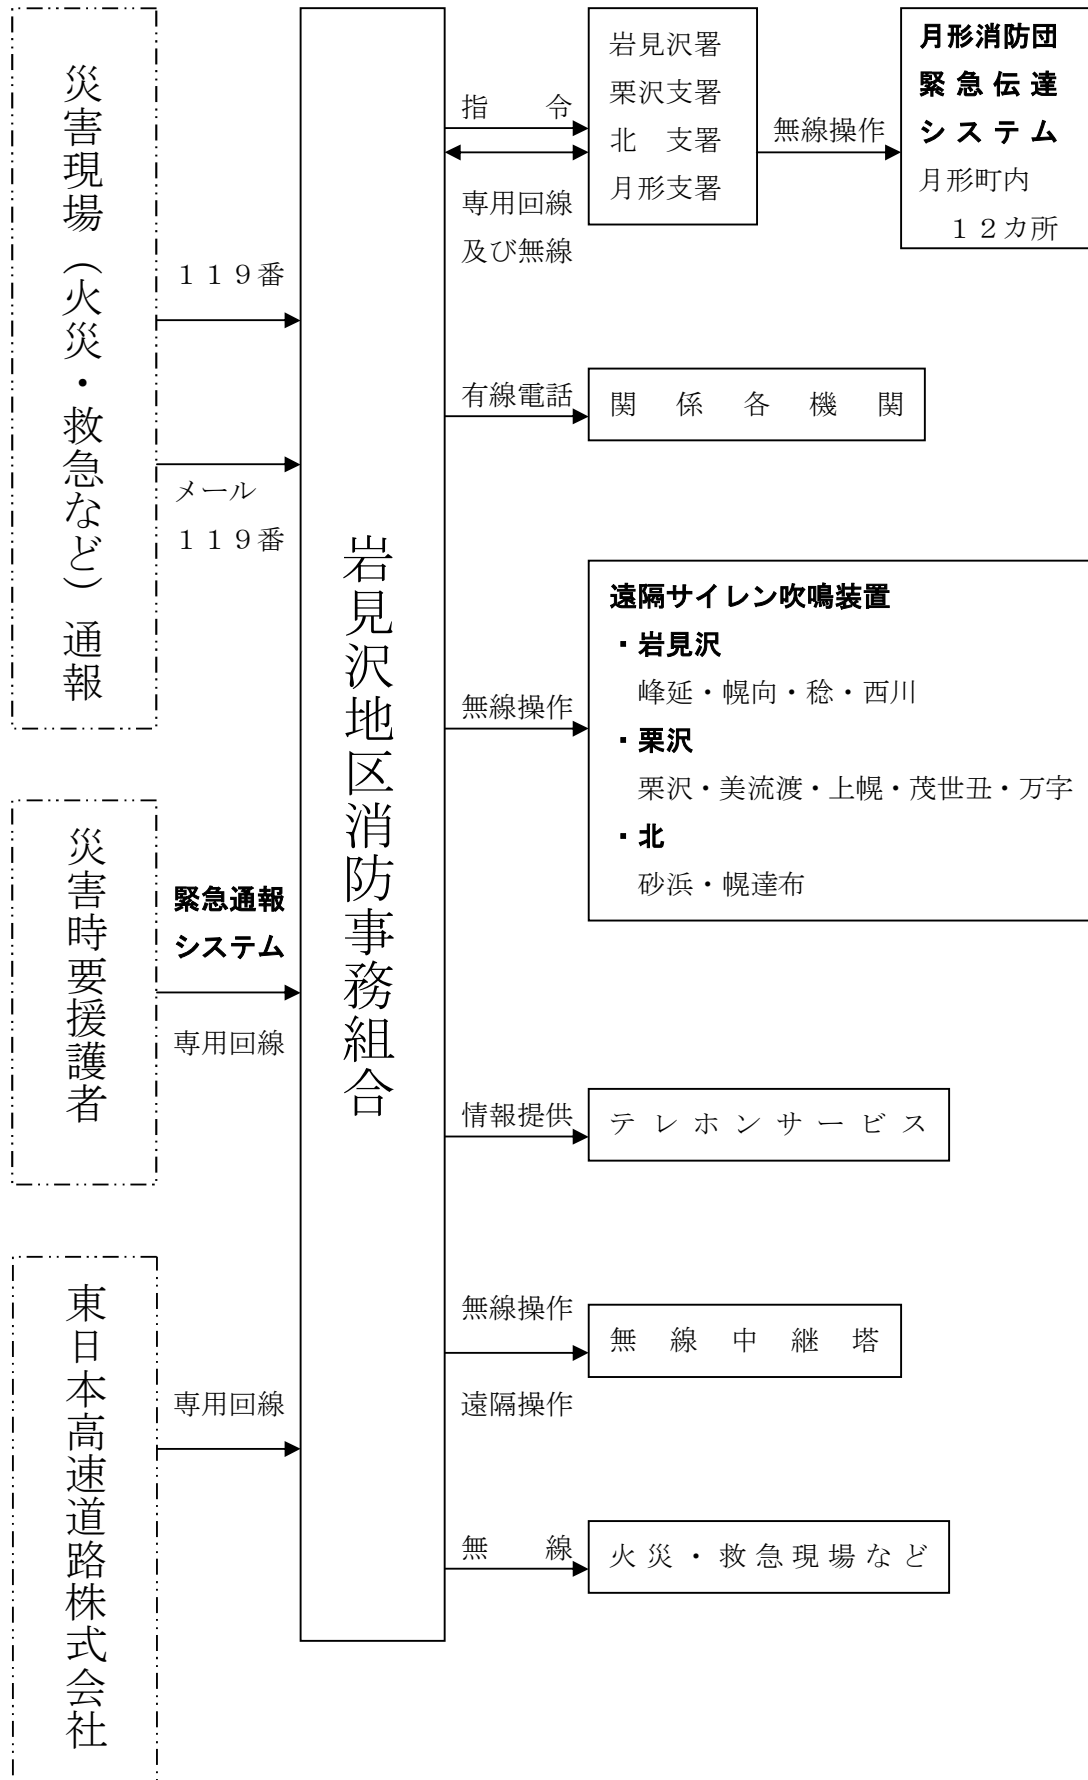 災害現場（火災・救急など）通報
１１９番
メール
１１９番
災害時要援護者
緊急通報
システム
専用回線
東日本高速道路株式会社
専用回線
岩見沢地区消防事務組合
指　令
専用回線
及び無線
岩見沢署
栗沢支署
北　支署
月形支署
無線操作
月形消防団
緊急伝達
システム
月形町内
１２カ所
有線電話
関係各機関
無線操作
遠隔サイレン吹鳴装置
・岩見沢
峰延・幌向・稔・西川
・栗沢
栗沢・美流渡・上幌・茂世丑・万字
・北
砂浜・幌達布
情報提供
テレホンサービス
無線操作
遠隔操作
無線中継塔
無　線
火災・救急現場など